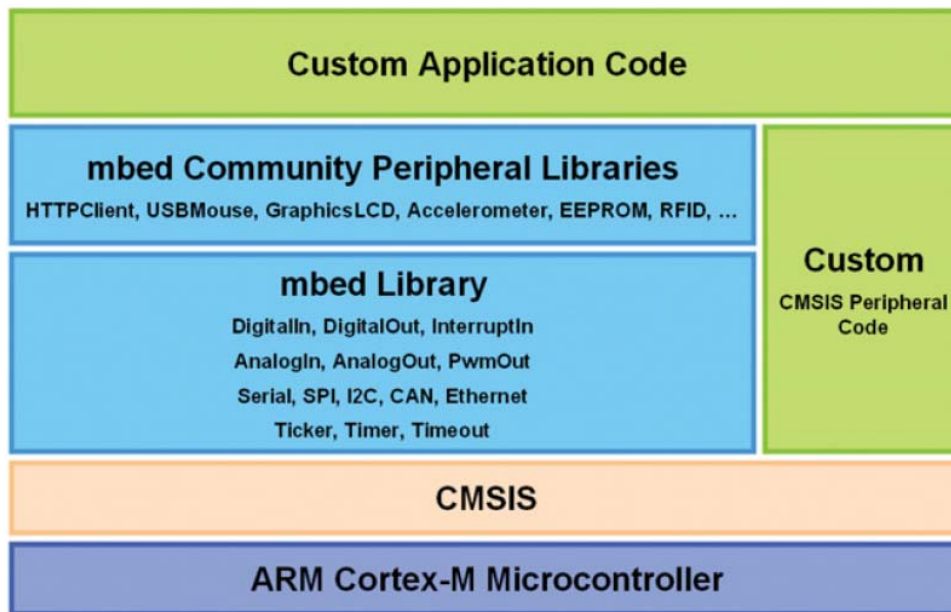 Custom Application Code
mbed Community Peripheral Libraries
HTTPClient, USBMouse, GraphicsLCD, Accelerometer, EEPROM, RFID, ...
mbed Library
DigitalIn, DigitalOut, InterruptIn
AnalogIn, AnalogOut, PwmOut
Serial, SPI, I2C, CAN, Ethernet
Ticker, Timer, Timeout
Custom
CMSIS Peripheral
Code
CMSIS
ARM Cortex-M Microcontroller